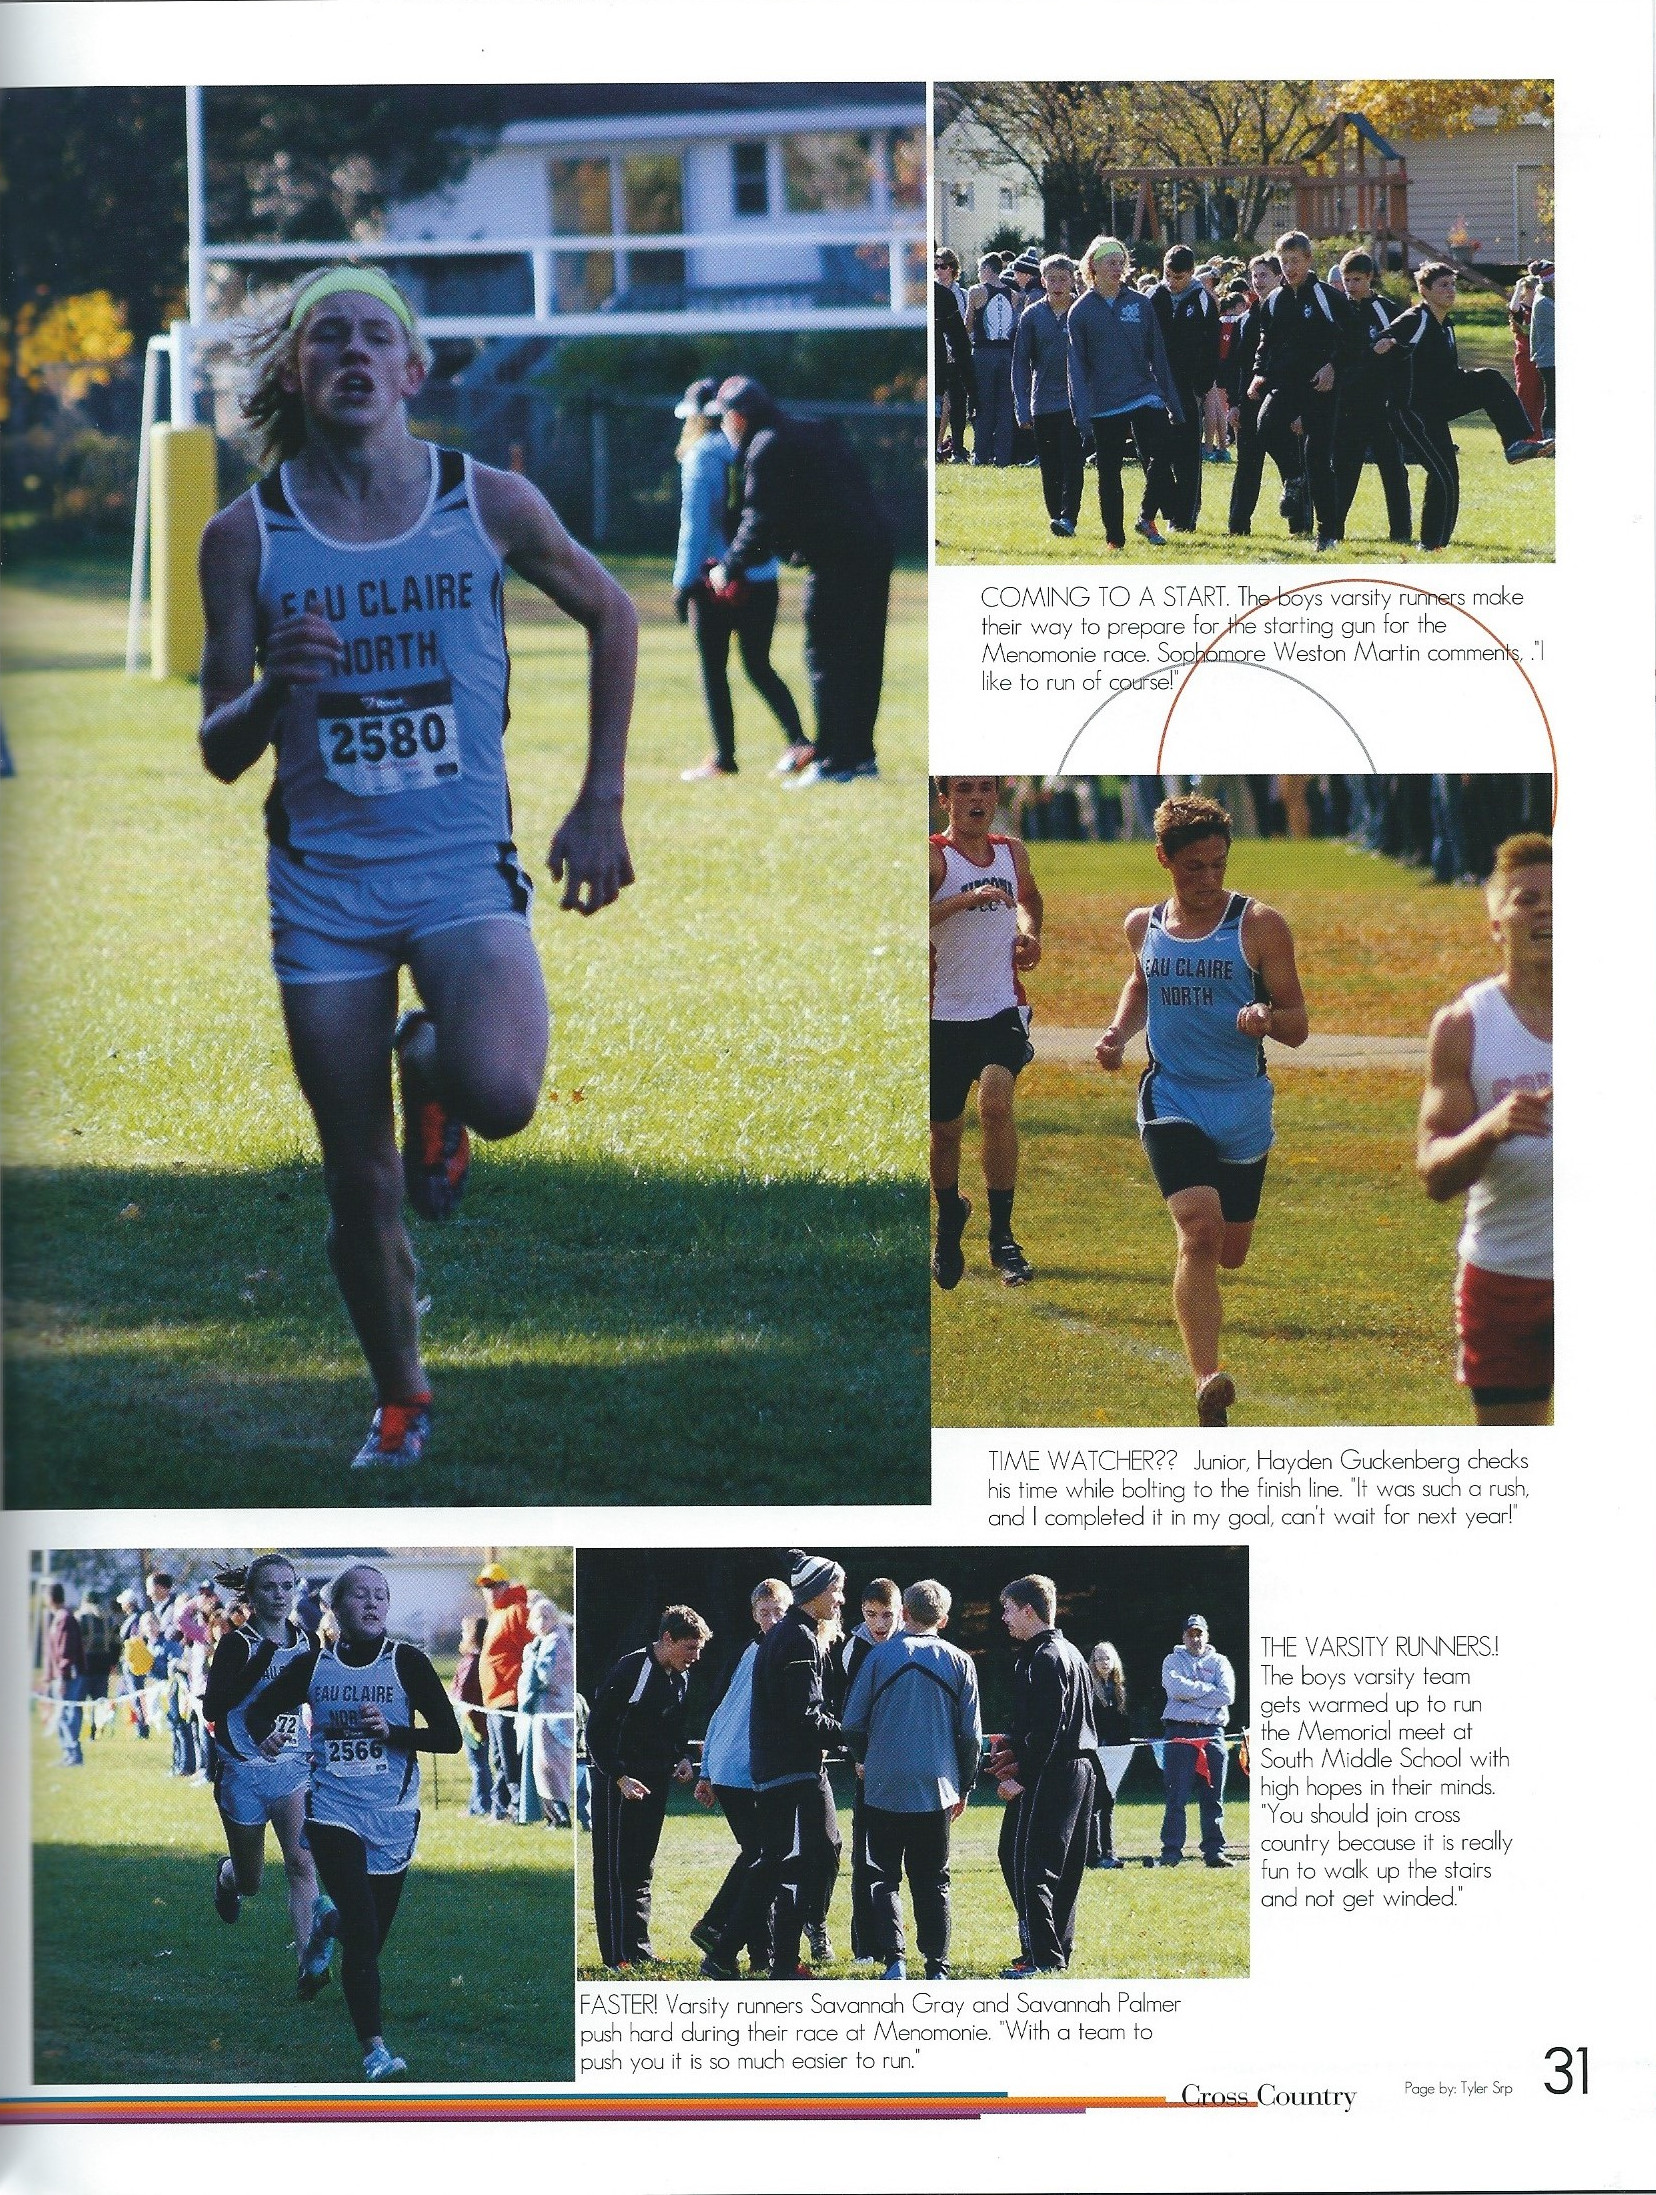 EAU CLAIRE
NORTH
2580
COMING TO A START. The boys varsity runners make
their way to prepare for the starting gun for the
Menomonie race. Sophomore Weston Martin comments, ."I
like to run of course!"
EAU CLAIRE
NORTH
TIME WATCHER?? Junior, Hayden Guckenberg checks
his time while bolting to the finish line. "It was such a rush,
and I completed it in my goal, can't wait for next year!"
EAU CLAIRE
NORTH
72
2566
THE VARSITY RUNNERS.!
The boys varsity team
gets warmed up to run
the Memorial meet at
South Middle School with
high hopes in their minds.
"You should join cross
country because it is really
fun to walk up the stairs
and not get winded."
FASTER! Varsity runners Savannah Gray and Savannah Palmer
push hard during their race at Menomonie. "With a team to
push you it is so much easier to run."
Cross Country
Page by: Tyler Srp
31